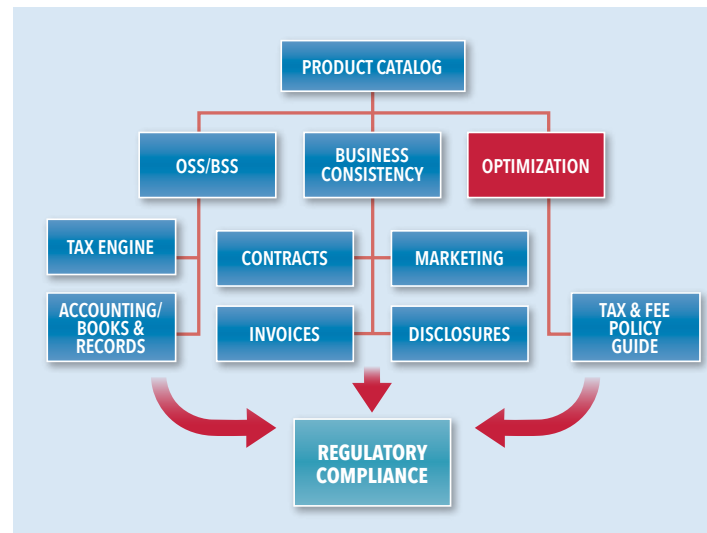 PRODUCT CATALOG
OSS/BSS
BUSINESS
CONSISTENCY
OPTIMIZATION
TAX ENGINE
CONTRACTS
MARKETING
ACCOUNTING/
BOOKS &
RECORDS
INVOICES
DISCLOSURES
TAX & FEE
POLICY
GUIDE
REGULATORY
COMPLIANCE